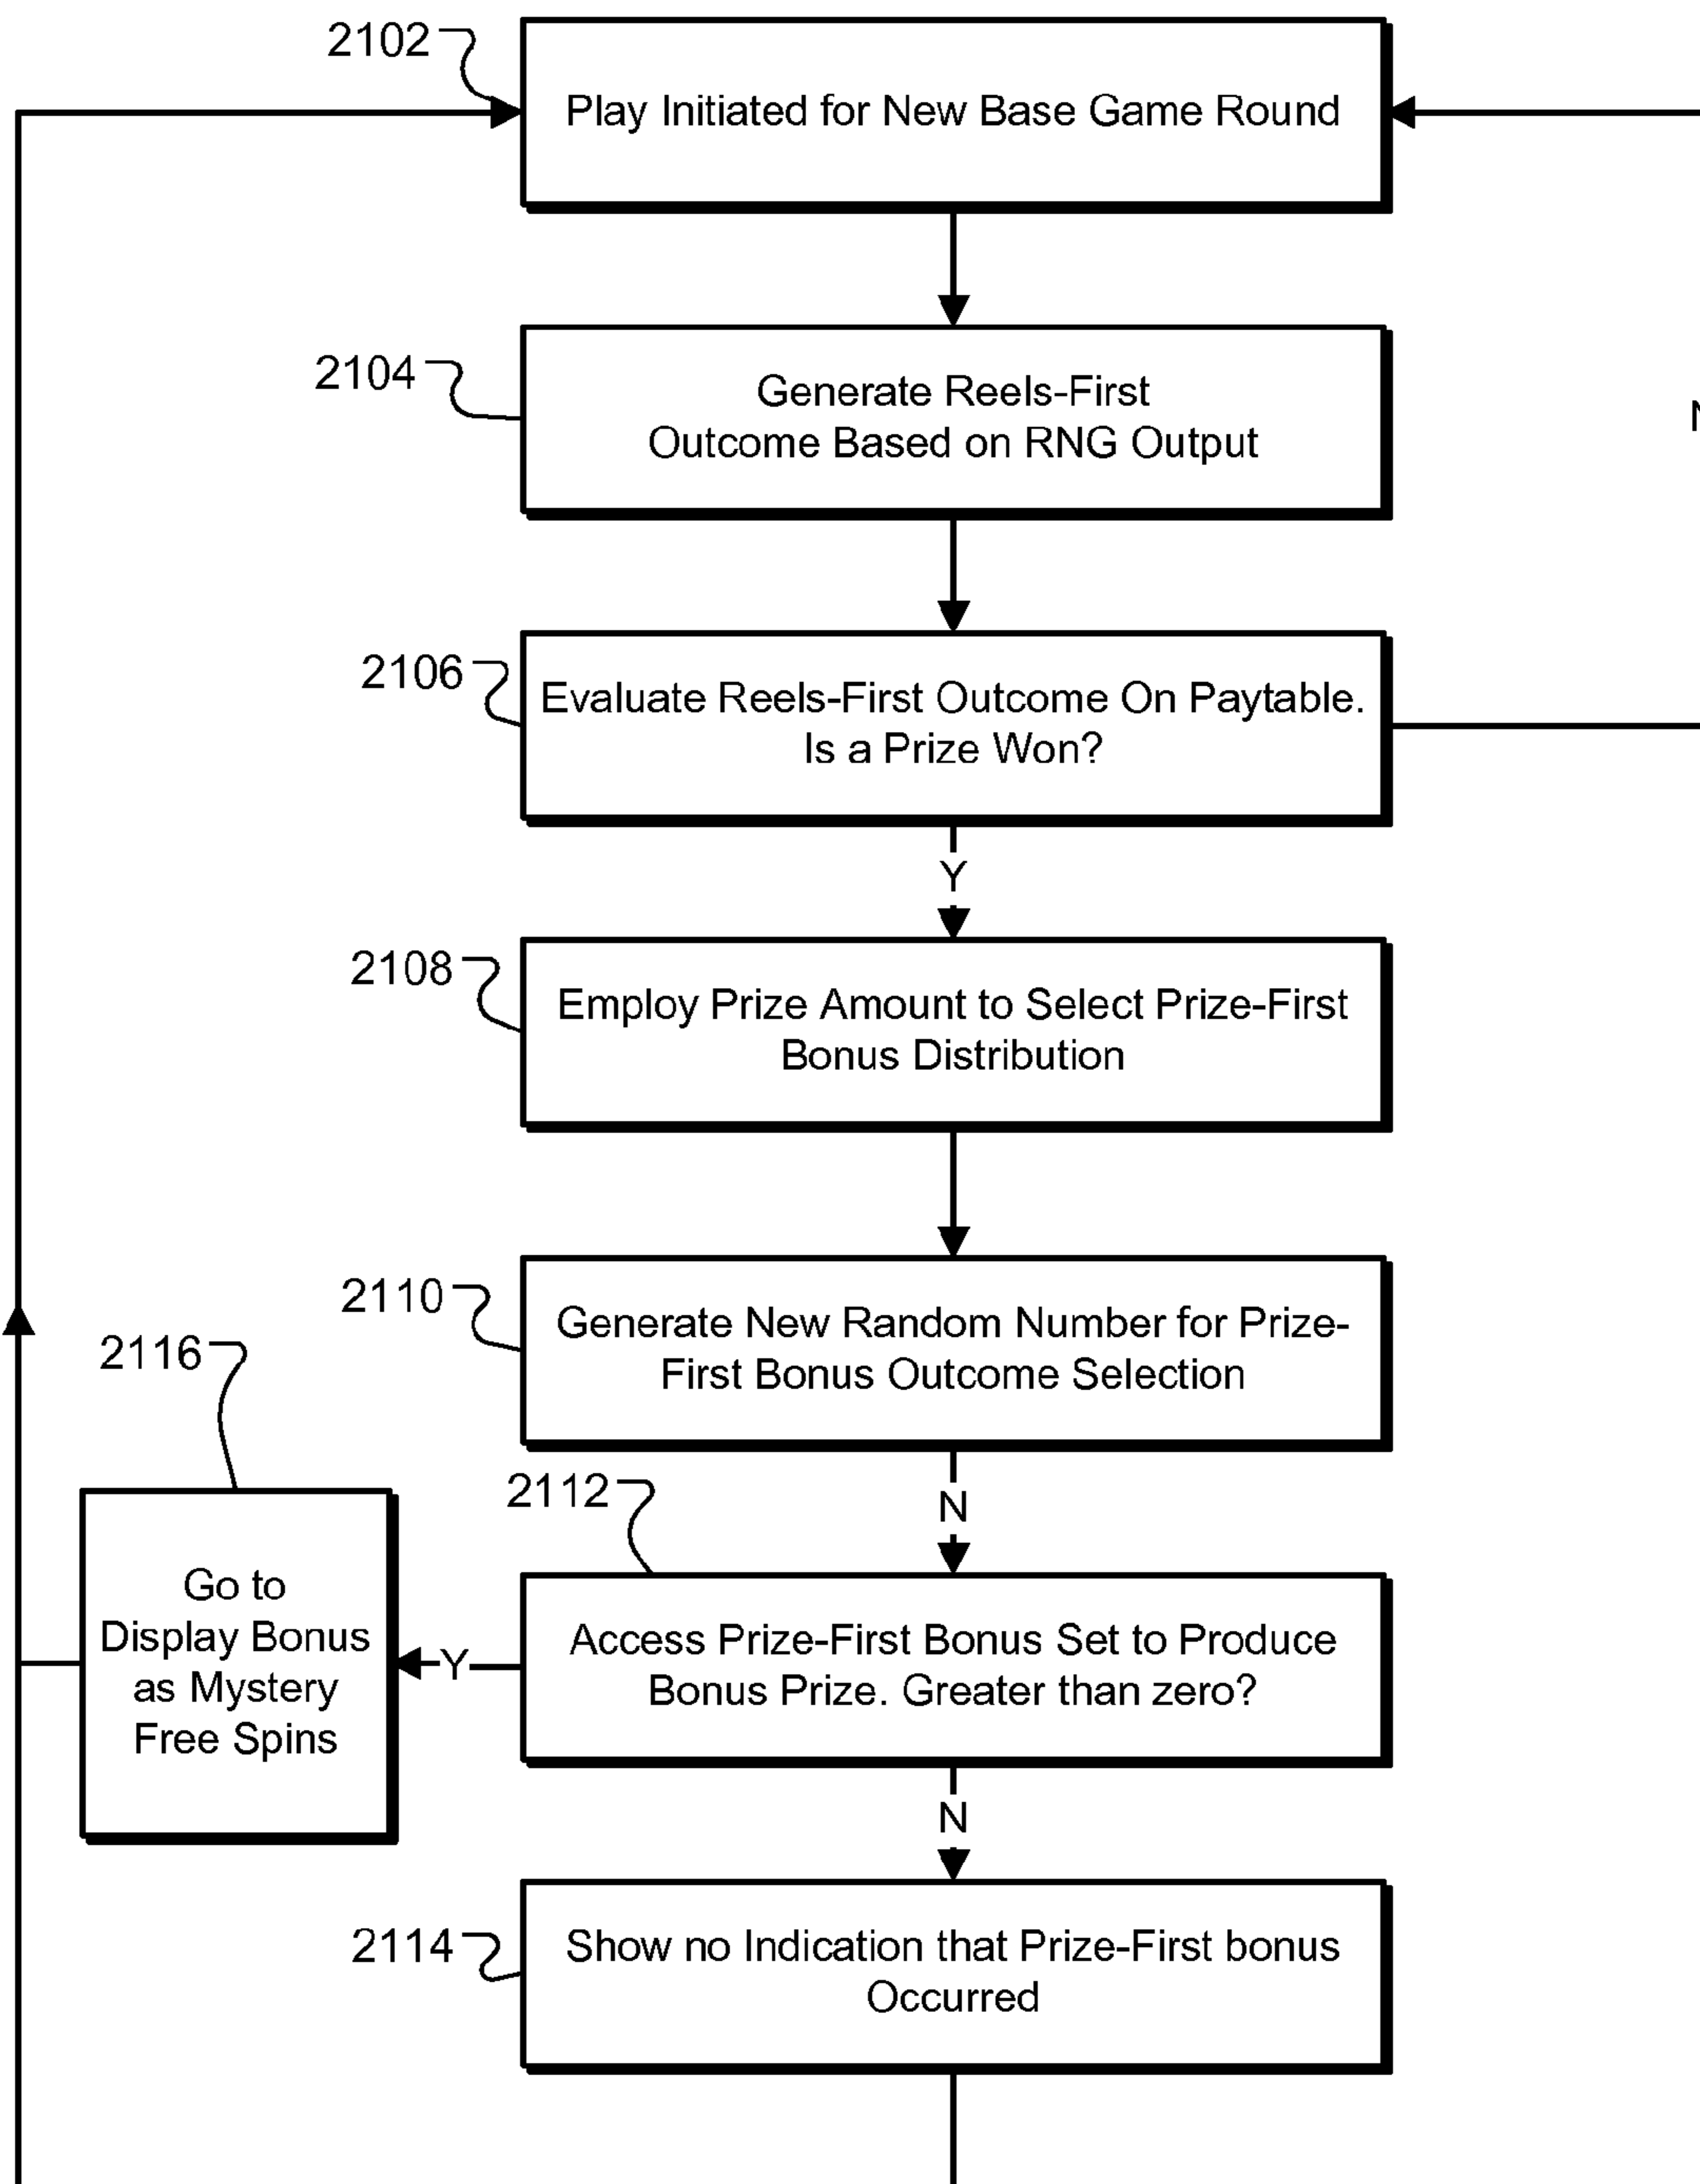 2102
Play Initiated for New Base Game Round
2104
Generate Reels-First
Outcome Based on RNG Output
N
2106
Evaluate Reels-First Outcome On Paytable.
Is a Prize Won?
Y
2108
Employ Prize Amount to Select Prize-First
Bonus Distribution
2110
Generate New Random Number for Prize-
First Bonus Outcome Selection
N
2112
Access Prize-First Bonus Set to Produce
Bonus Prize. Greater than zero?
Y
2116
Go to
Display Bonus
as Mystery
Free Spins
N
2114
Show no Indication that Prize-First bonus
Occurred